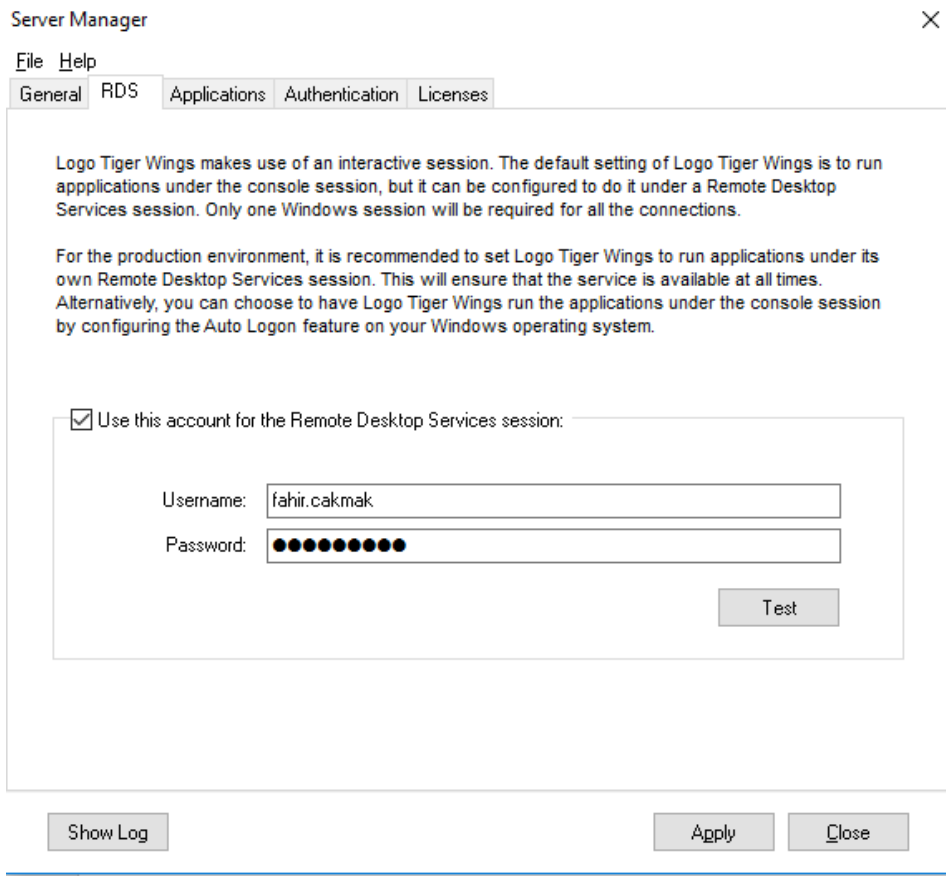 Server Manager
File Help
General RDS Applications Authentication Licenses
Logo Tiger Wings makes use of an interactive session. The default setting of Logo Tiger Wings is to run
appplications under the console session, but it can be configured to do it under a Remote Desktop
Services session. Only one Windows session will be required for all the connections.
For the production environment, it is recommended to set Logo Tiger Wings to run applications under its
own Remote Desktop Services session. This will ensure that the service is available at all times.
Alternatively, you can choose to have Logo Tiger Wings run the applications under the console session
by configuring the Auto Logon feature on your Windows operating system.
Use this account for the Remote Desktop Services session:
Username: fahir.cakmak
Password: ●●●●●●●●●
Test
Show Log Apply Close